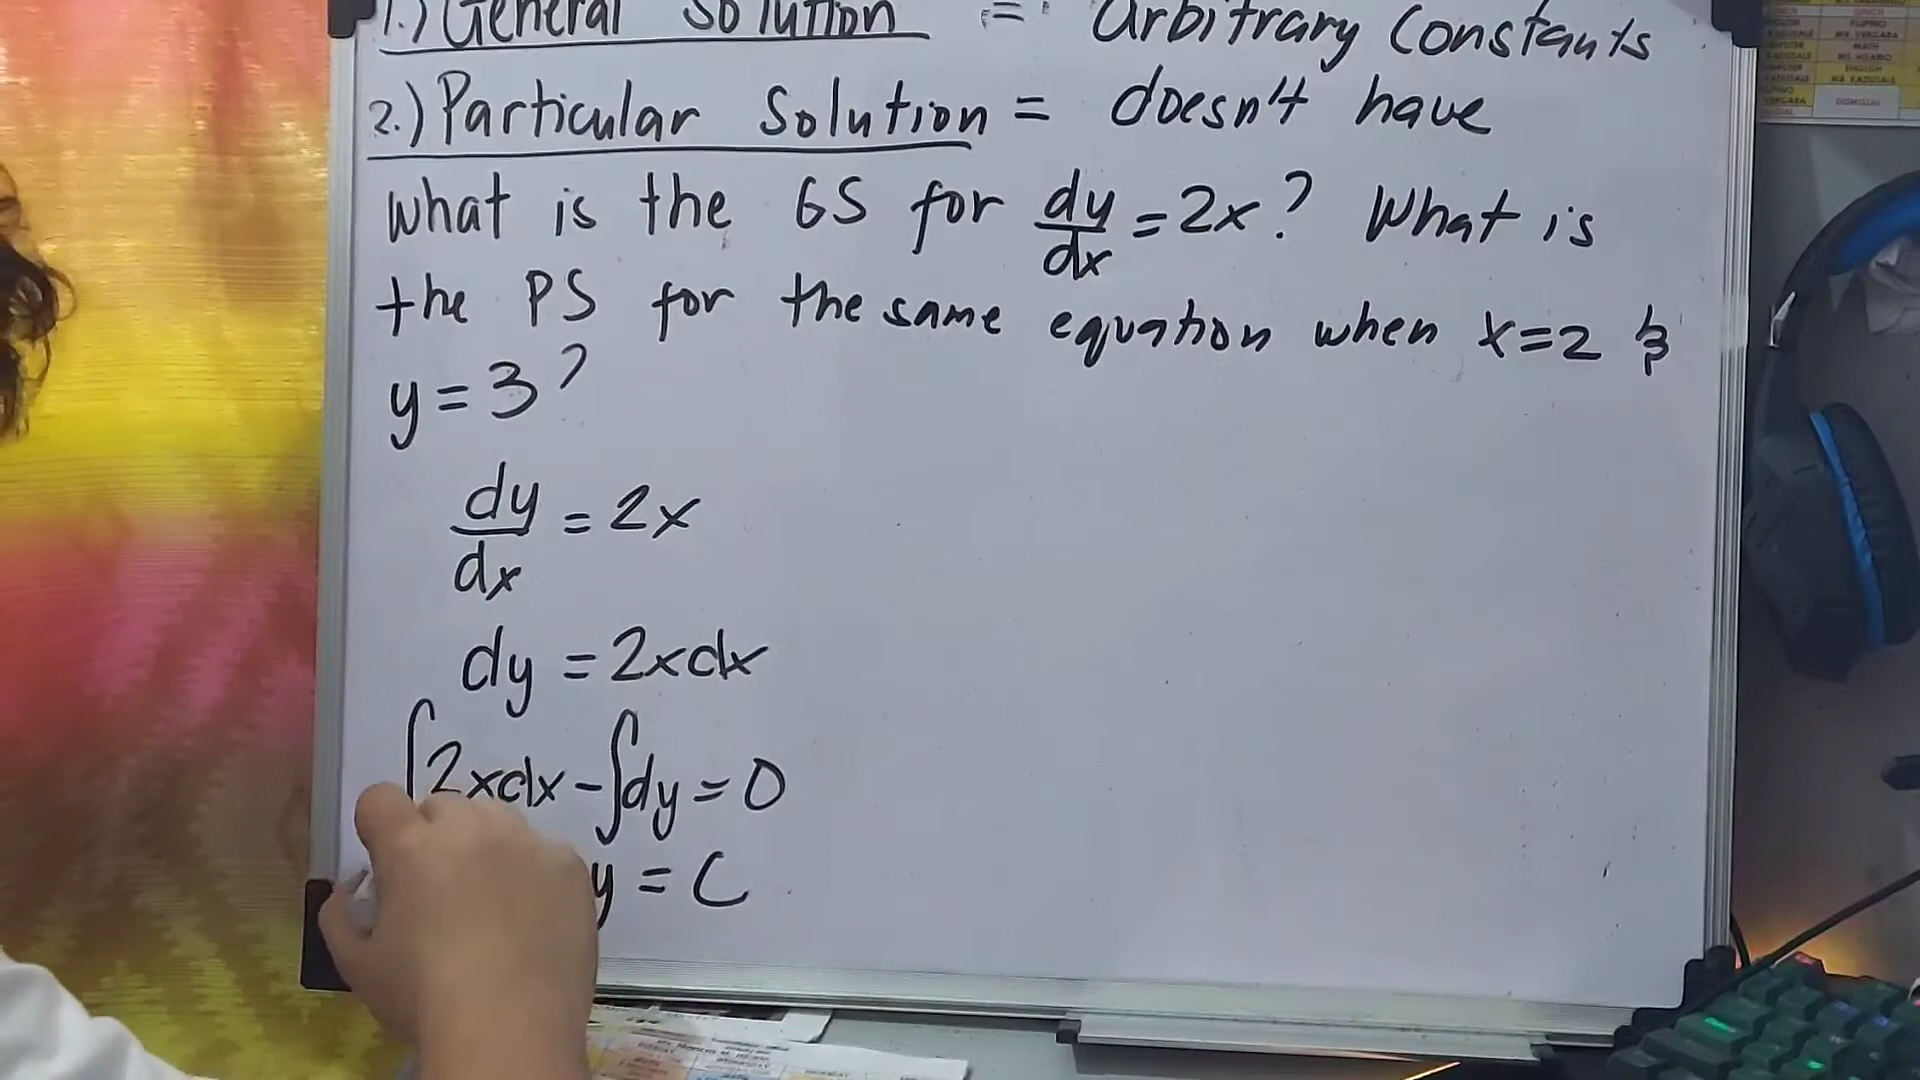 1.) General Solution = Arbitrary Constants
2.) Particular Solution = doesn't have
what is the GS for dy/dx = 2x? What is
the PS for the same equation when x=2 &
y=3?
dy/dx = 2x
dy = 2xdx
∫2xdx - ∫dy = 0
y = C